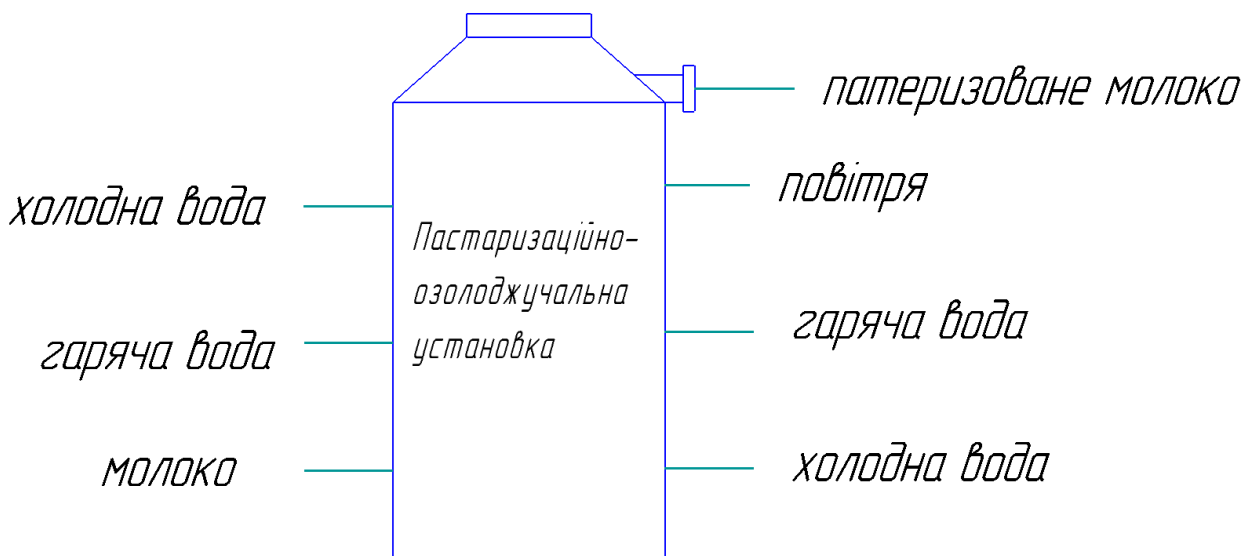 патеризоване молоко
холодна вода
повітря
Пастаризаційно-
озолоджучальна
установка
гаряча вода
гаряча вода
молоко
холодна вода